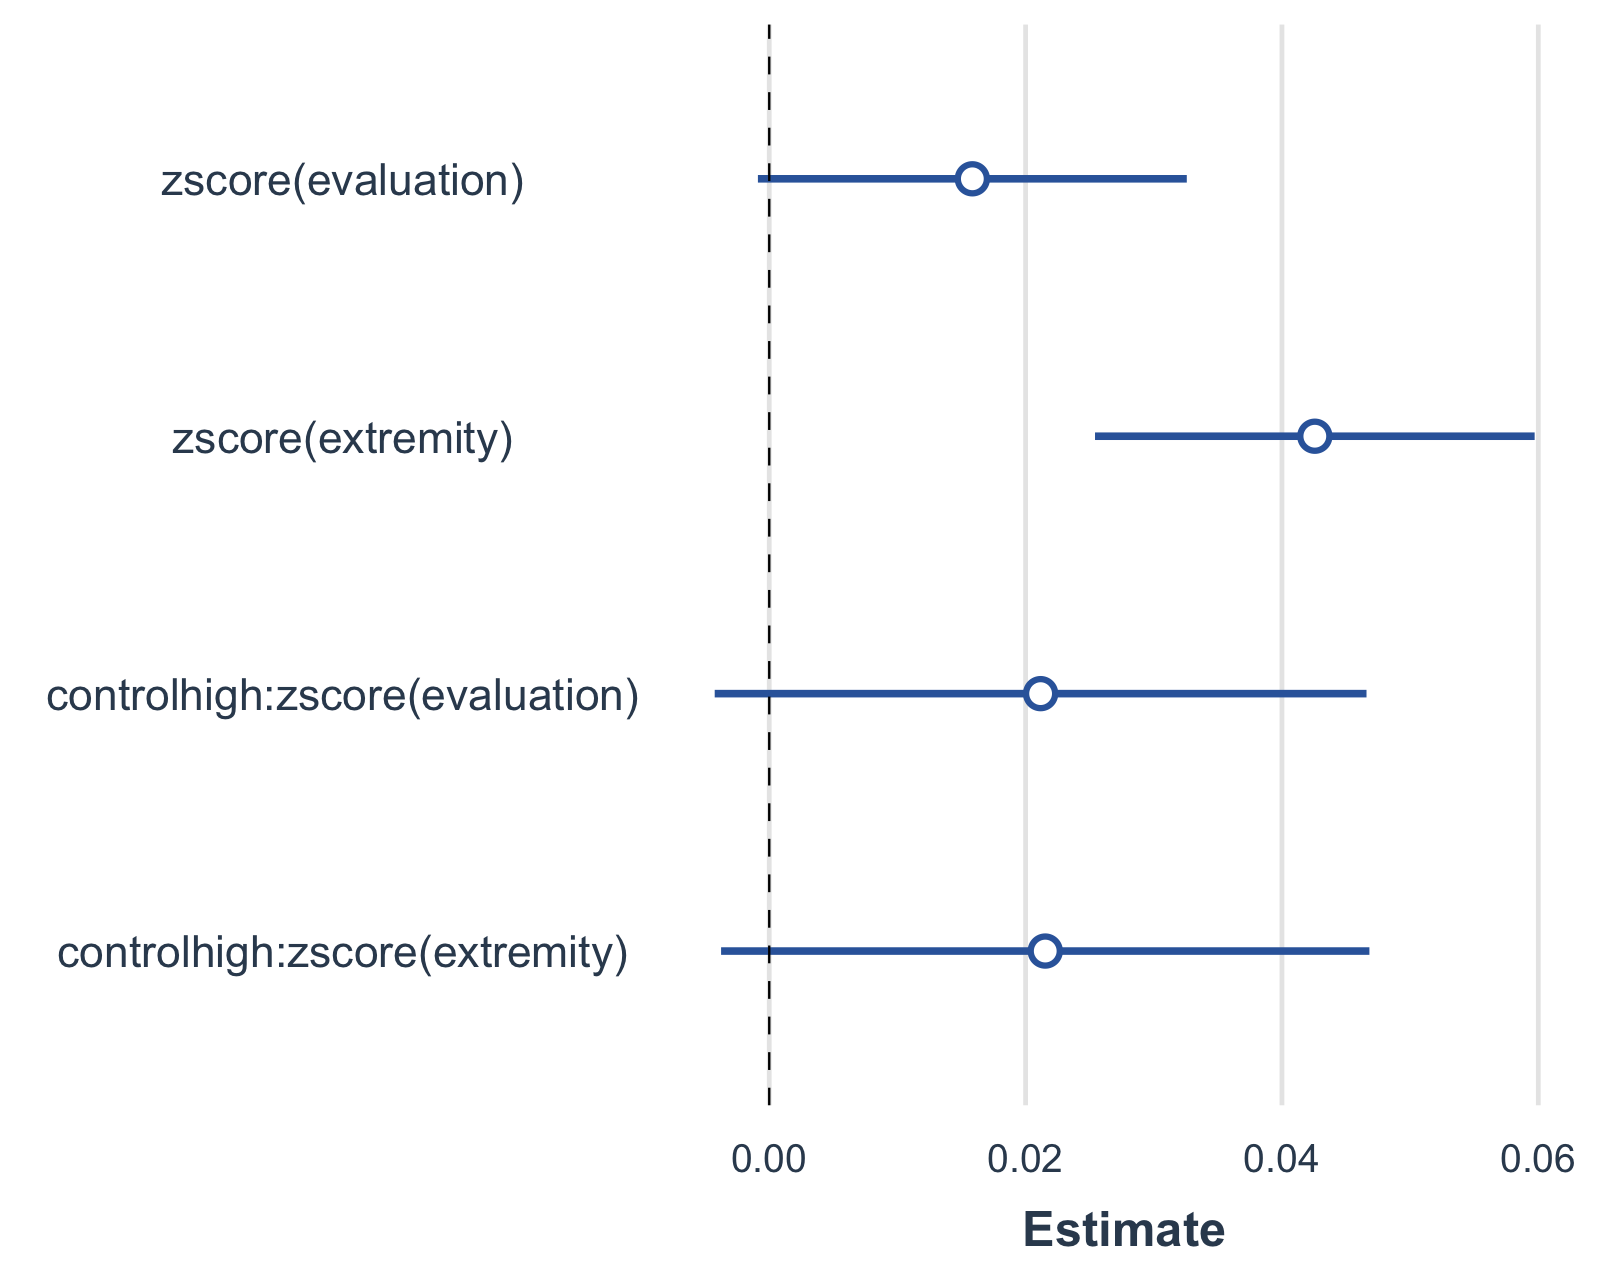 zscore(evaluation)
zscore(extremity)
controlhigh:zscore(evaluation)
controlhigh:zscore(extremity)
0.00 0.02 0.04 0.06
Estimate